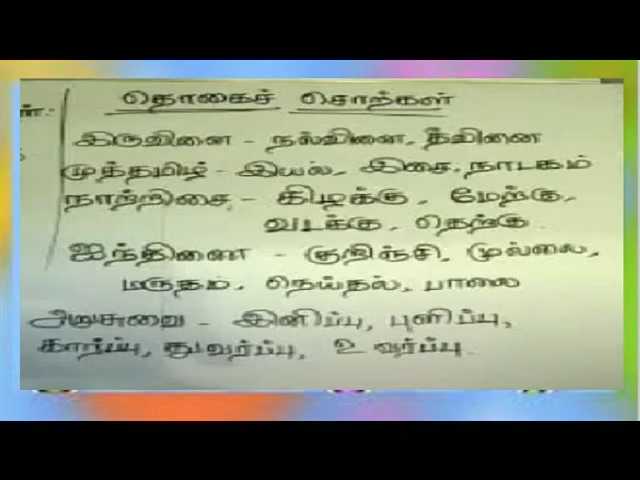 தொகைச் சொற்கள்
இருவினை - நல்வினை, தீவினை
முத்தமிழ் - இயல், இசை, நாடகம்
நாற்றிசை - கிழக்கு, மேற்கு,
வடக்கு, தெற்கு.
ஐந்திணை - குறிஞ்சி, முல்லை,
மருதம், நெய்தல், பாலை
அறுசுவை - இனிப்பு, புளிப்பு,
கார்ப்பு, துவர்ப்பு, உவர்ப்பு.